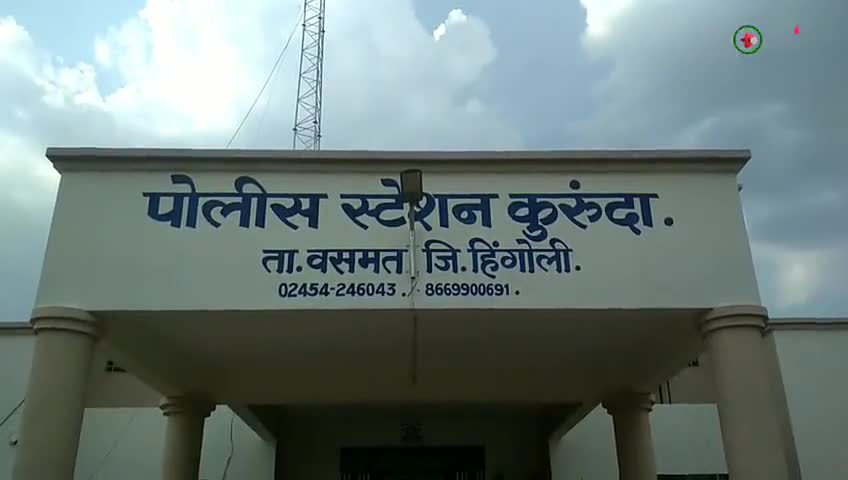 पोलीस स्टेशन कुरुंदा.
ता. वसमत जि. हिंगोली.
02454-246043. 8669900691.